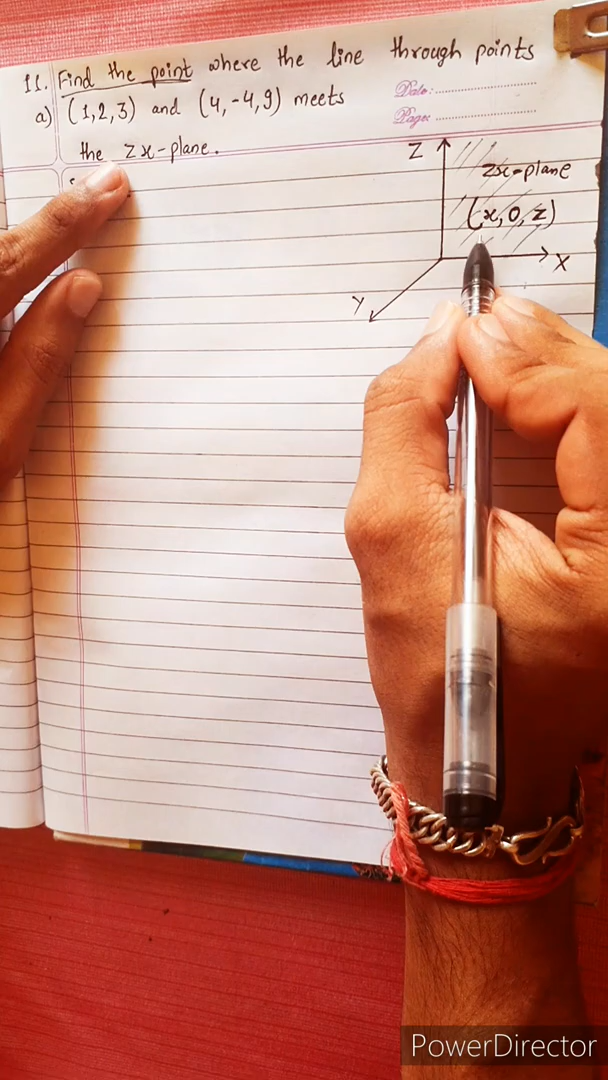 11. Find the point where the line through points
a) (1,2,3) and (4,-4,9) meets
Date:
Page:
the zx-plane.
Z
zx-plane
(x,0,z)
X
Y
PowerDirector